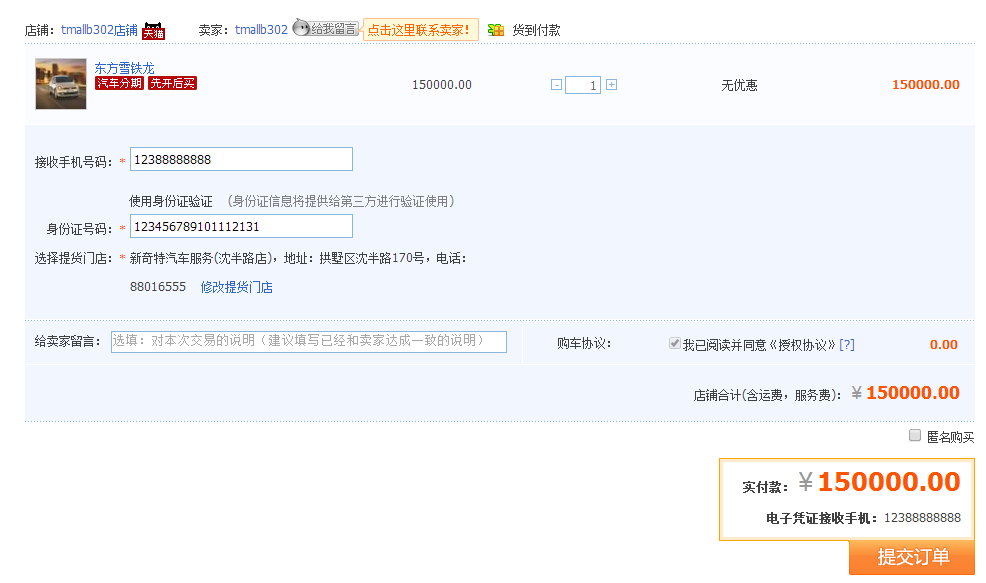 店铺： tmallb302店铺 天猫 卖家： tmallb302 给我留言 点击这里联系卖家！ 货到付款
东方雪铁龙
汽车分期 先开后买
150000.00 - 1 + 无优惠 150000.00
接收手机号码： * 12388888888
使用身份证验证 （身份证信息将提供给第三方进行验证使用）
身份证号码： * 123456789101112131
选择提货门店： * 新奇特汽车服务(沈半路店)，地址：拱墅区沈半路170号，电话：
88016555 修改提货门店
给卖家留言： 选填：对本次交易的说明（建议填写已经和卖家达成一致的说明） 购车协议： 我已阅读并同意《授权协议》[?] 0.00
店铺合计(含运费，服务费)： ￥150000.00
匿名购买
实付款：￥150000.00
电子凭证接收手机：12388888888
提交订单